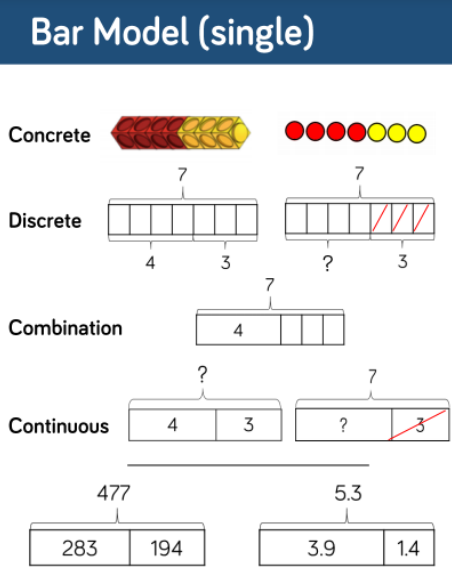 Bar Model (single)
Concrete
7 7
Discrete
4 3 ? 3
7
Combination 4
? 7
Continuous 4 3 ? 3
477 5.3
283 194 3.9 1.4